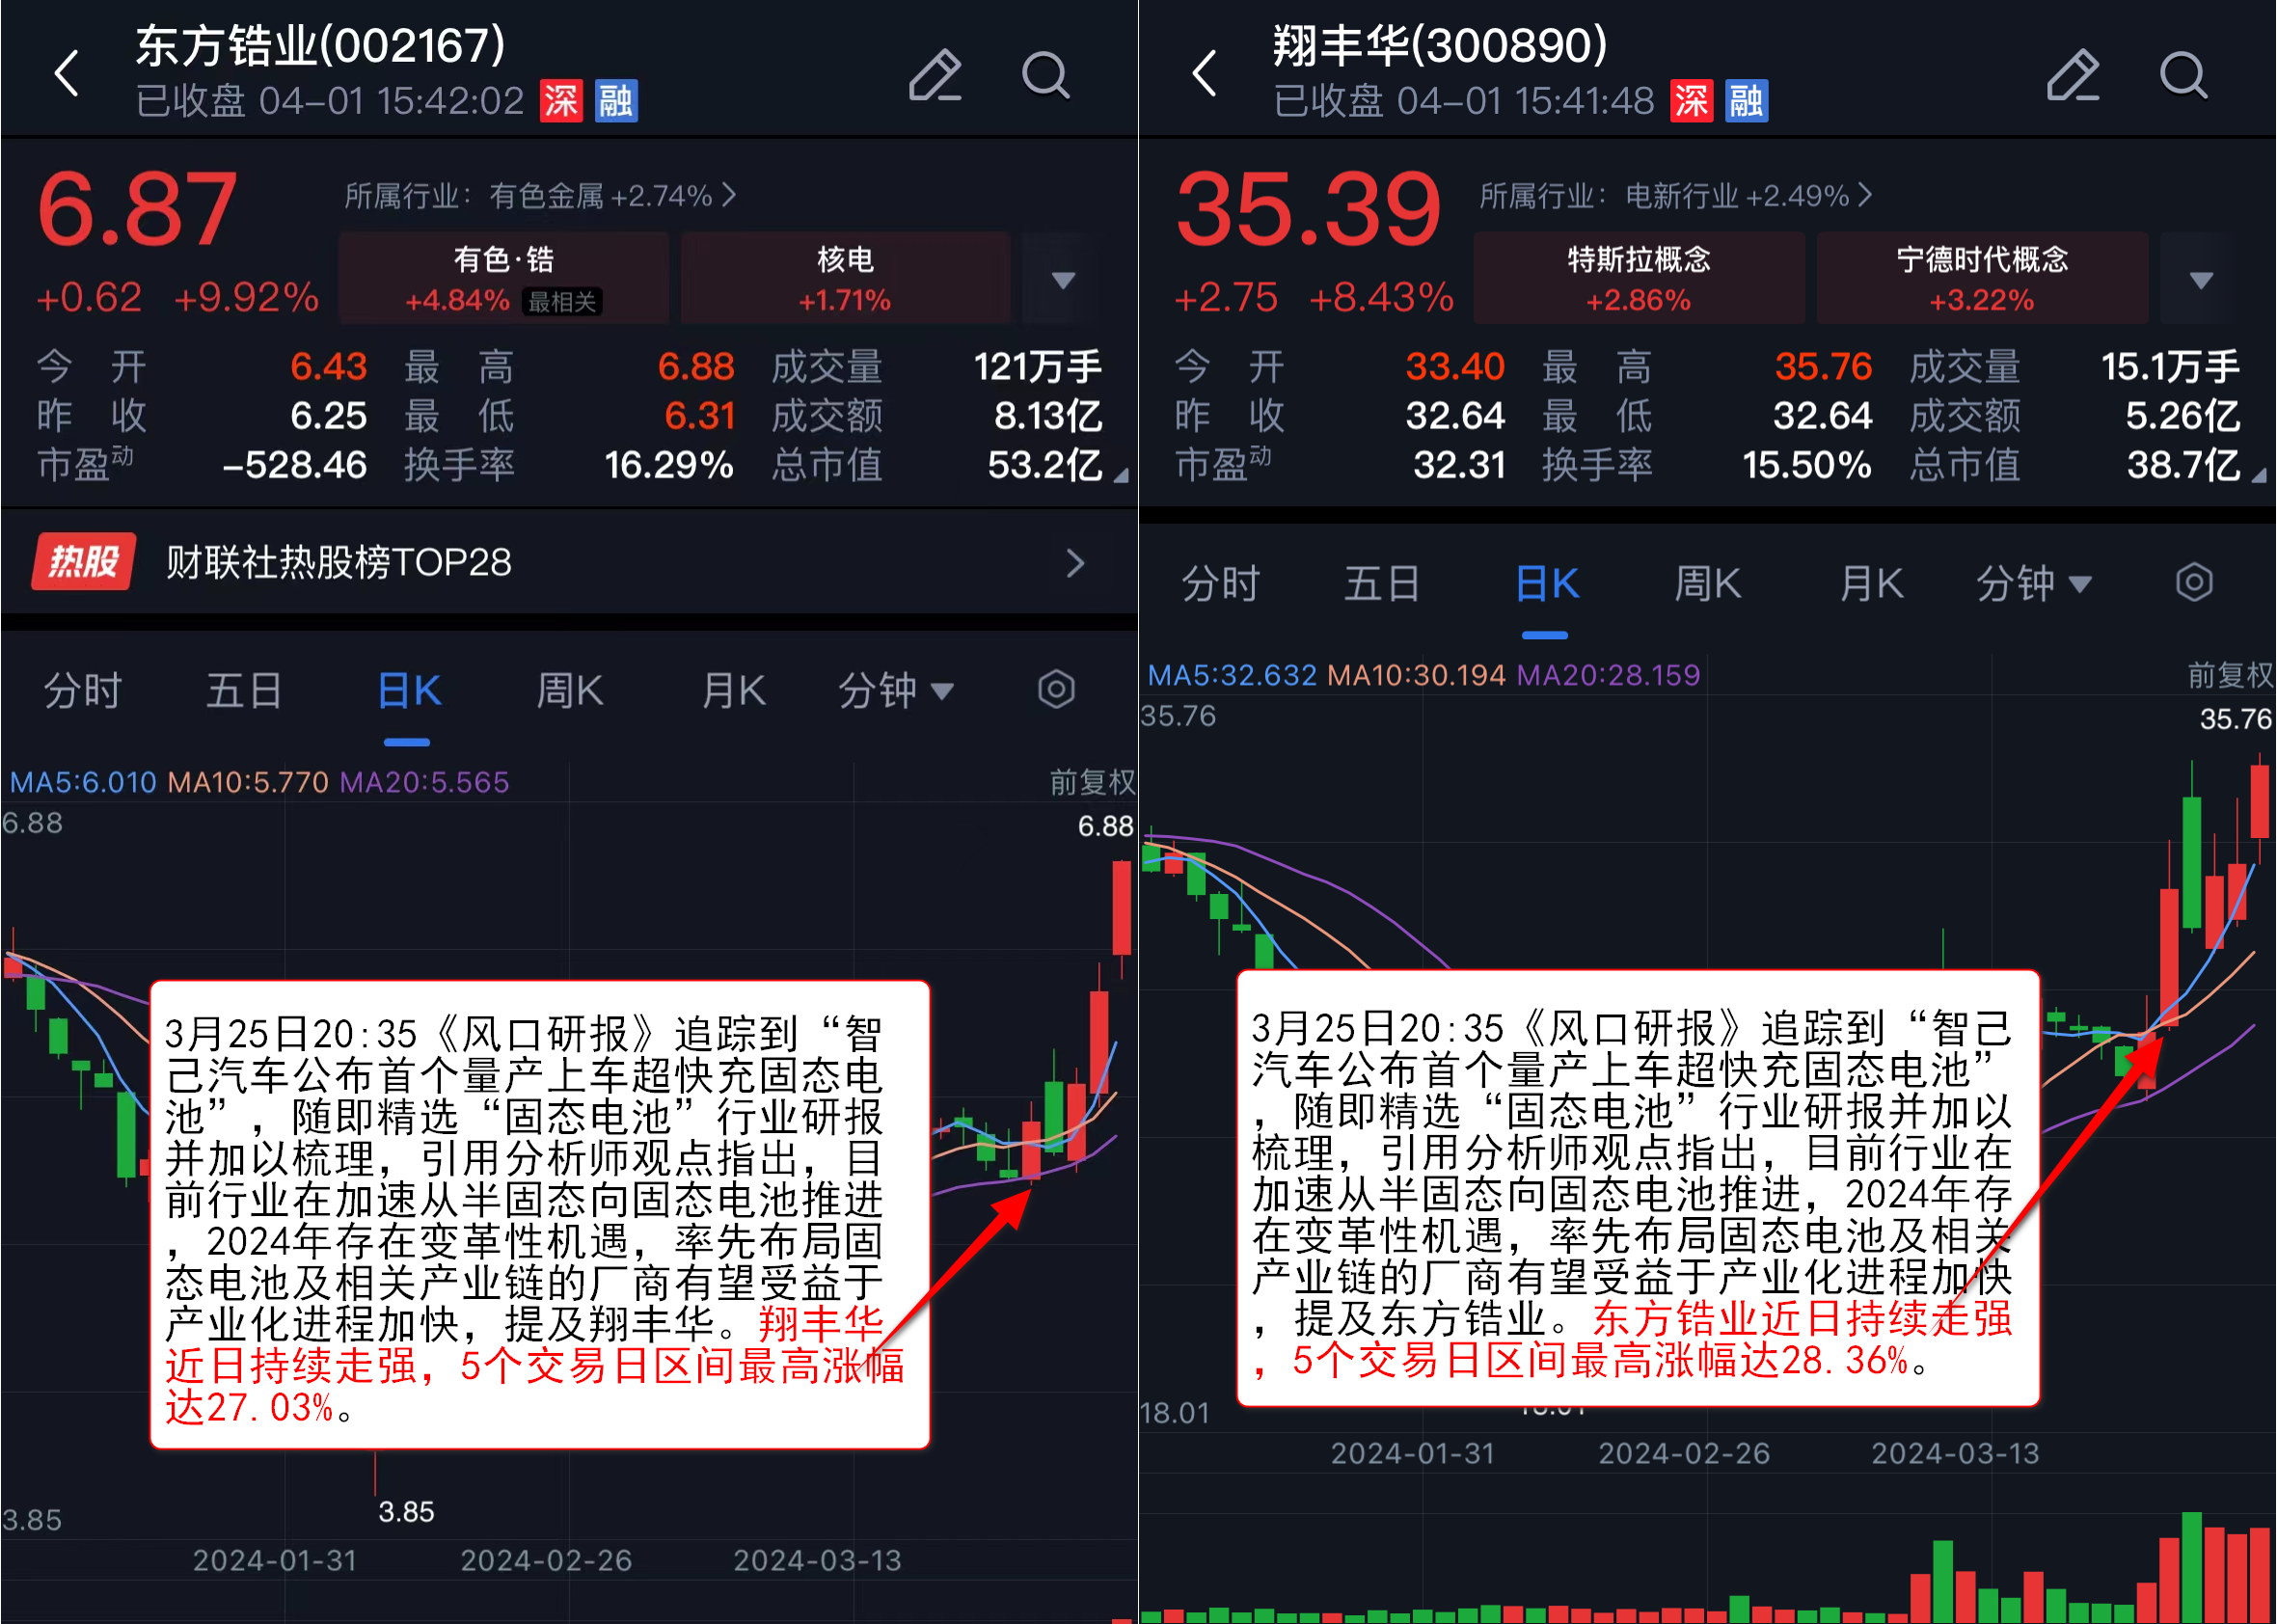 东方锆业(002167)
已收盘 04-01 15:42:02 深 融
6.87
+0.62 +9.92%
所属行业：有色金属 +2.74%
有色·锆
+4.84% 最相关
核电
+1.71%
今开 6.43 最高 6.88 成交量 121万手
昨收 6.25 最低 6.31 成交额 8.13亿
市盈动 -528.46 换手率 16.29% 总市值 53.2亿
热股 财联社热股榜TOP28
分时 五日 日K 周K 月K 分钟
MA5:6.010 MA10:5.770 MA20:5.565 前复权
6.88
6.88
3月25日20:35《风口研报》追踪到“智
己汽车公布首个量产上车超快充固态电
池”，随即精选“固态电池”行业研报
并加以梳理，引用分析师观点指出，目
前行业在加速从半固态向固态电池推进
，2024年存在变革性机遇，率先布局固
态电池及相关产业链的厂商有望受益于
产业化进程加快，提及翔丰华。翔丰华
近日持续走强，5个交易日区间最高涨幅
达27.03%。
3.85
3.85
2024-01-31 2024-02-26 2024-03-13
翔丰华(300890)
已收盘 04-01 15:41:48 深 融
35.39
+2.75 +8.43%
所属行业：电新行业 +2.49%
特斯拉概念
+2.86%
宁德时代概念
+3.22%
今开 33.40 最高 35.76 成交量 15.1万手
昨收 32.64 最低 32.64 成交额 5.26亿
市盈动 32.31 换手率 15.50% 总市值 38.7亿
分时 五日 日K 周K 月K 分钟
MA5:32.632 MA10:30.194 MA20:28.159 前复权
35.76
35.76
3月25日20:35《风口研报》追踪到“智己
汽车公布首个量产上车超快充固态电池”
，随即精选“固态电池”行业研报并加以
梳理，引用分析师观点指出，目前行业在
加速从半固态向固态电池推进，2024年存
在变革性机遇，率先布局固态电池及相关
产业链的厂商有望受益于产业化进程加快
，提及东方锆业。东方锆业近日持续走强
，5个交易日区间最高涨幅达28.36%。
18.01
2024-01-31 2024-02-26 2024-03-13